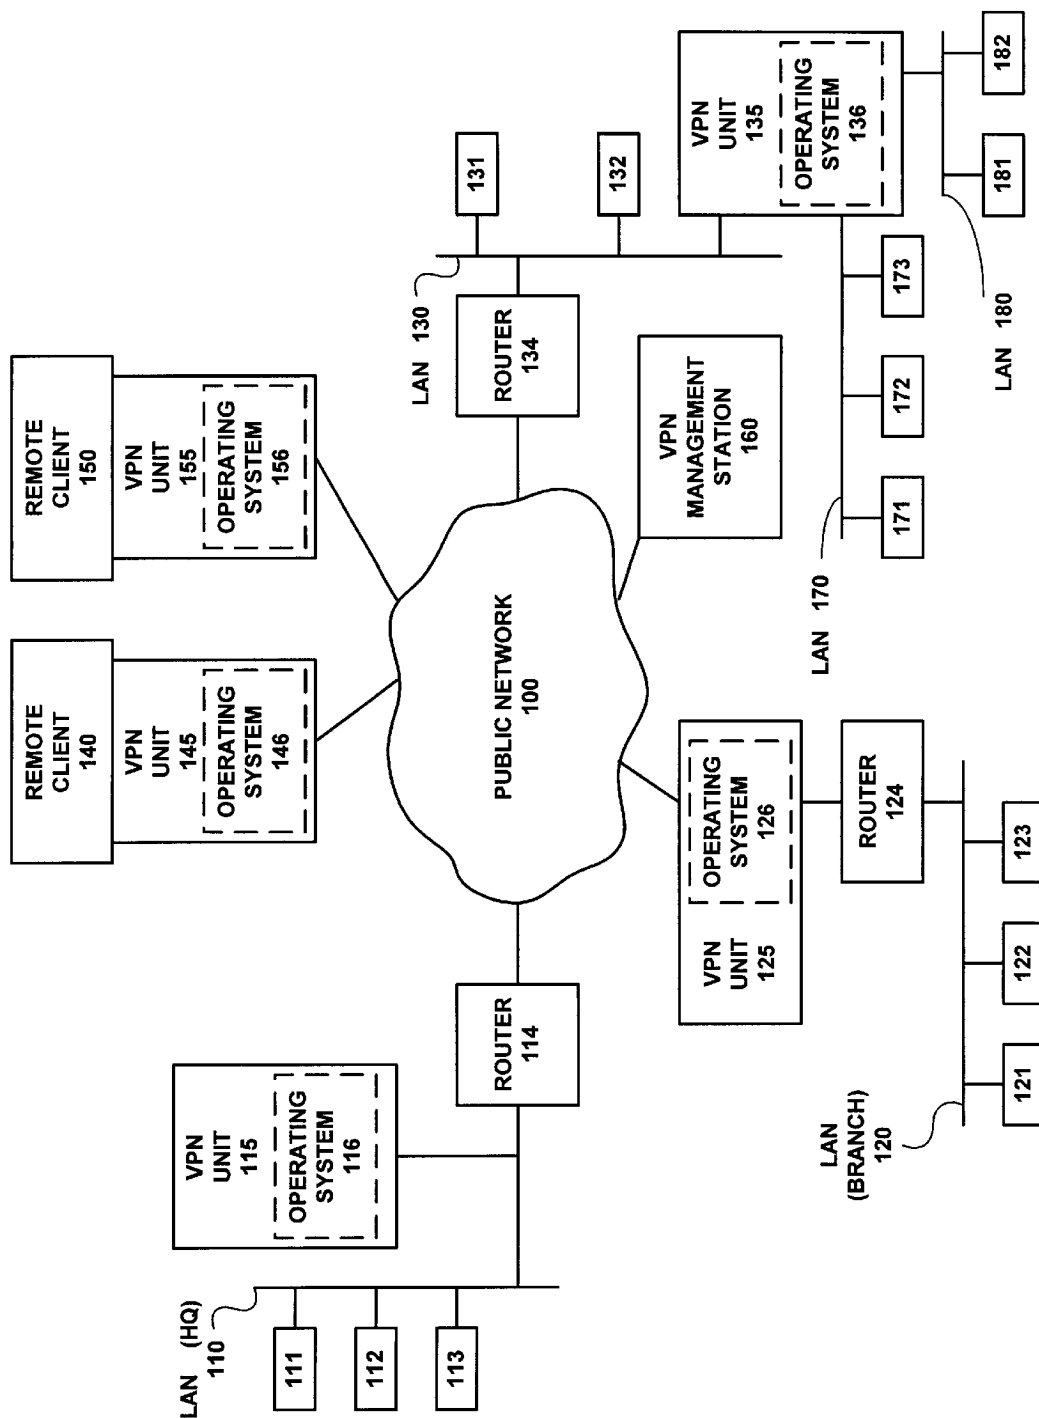 REMOTE
CLIENT
140
VPN
UNIT
145
OPERATING
SYSTEM
146
REMOTE
CLIENT
150
VPN
UNIT
155
OPERATING
SYSTEM
156
LAN (HQ)
110
111
112
113
VPN
UNIT
115
OPERATING
SYSTEM
116
ROUTER
114
PUBLIC NETWORK
100
ROUTER
134
LAN 130
131
132
VPN
MANAGEMENT
STATION
160
VPN
UNIT
125
OPERATING
SYSTEM
126
ROUTER
124
LAN
(BRANCH)
120
121
122
123
VPN
UNIT
135
OPERATING
SYSTEM
136
LAN 170
171
172
173
LAN 180
181
182